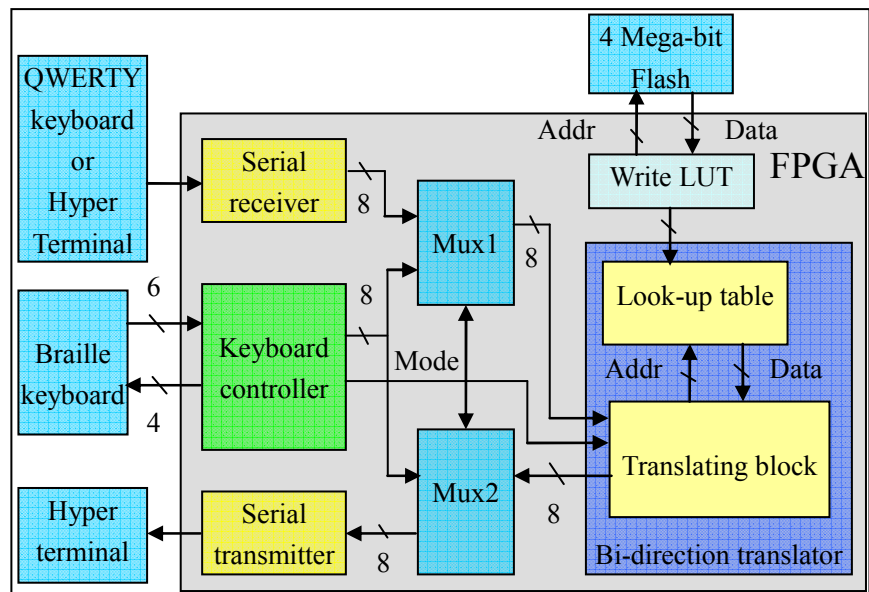 4 Mega-bit
Flash
QWERTY
keyboard
or
Hyper
Terminal
Addr
Data
FPGA
Serial
receiver
8
Write LUT
Mux1
8
6
8
Look-up table
Braille
keyboard
Keyboard
controller
Mode
Addr
Data
4
Translating block
Mux2
8
Hyper
terminal
Serial
transmitter
8
Bi-direction translator